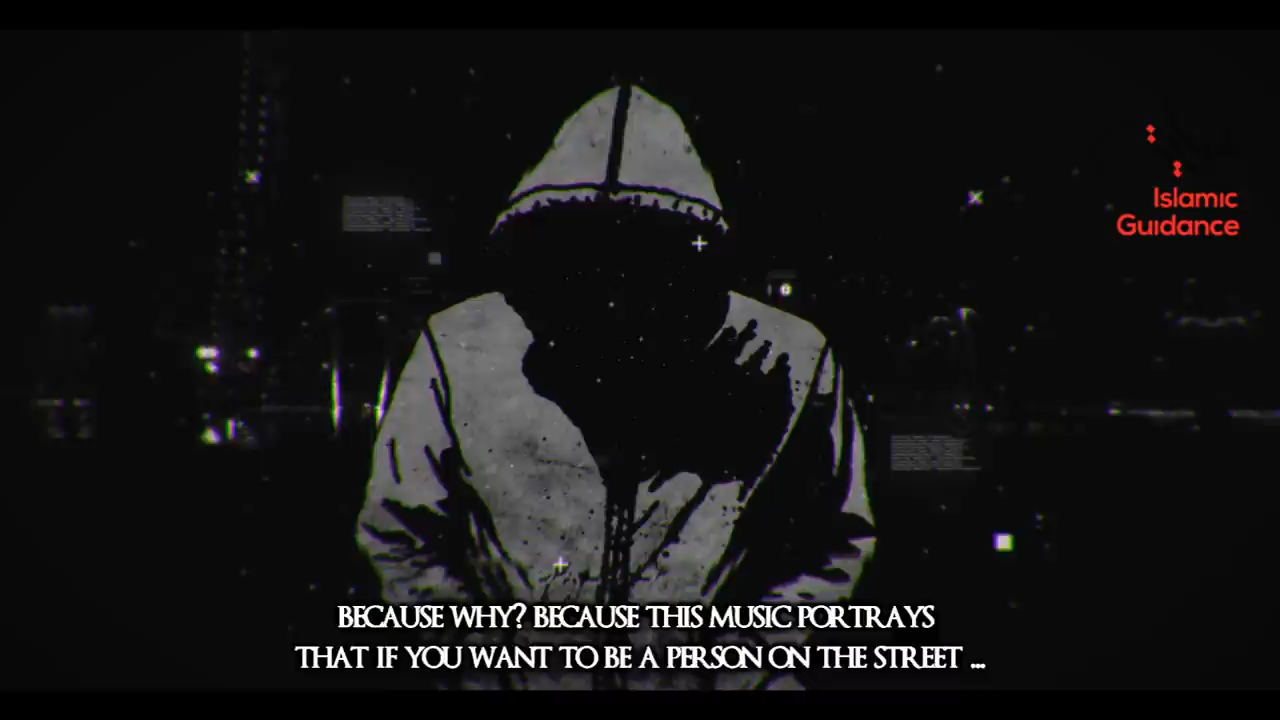 Islamic
Guidance
BECAUSE WHY? BECAUSE THIS MUSIC PORTRAYS
THAT IF YOU WANT TO BE A PERSON ON THE STREET ...